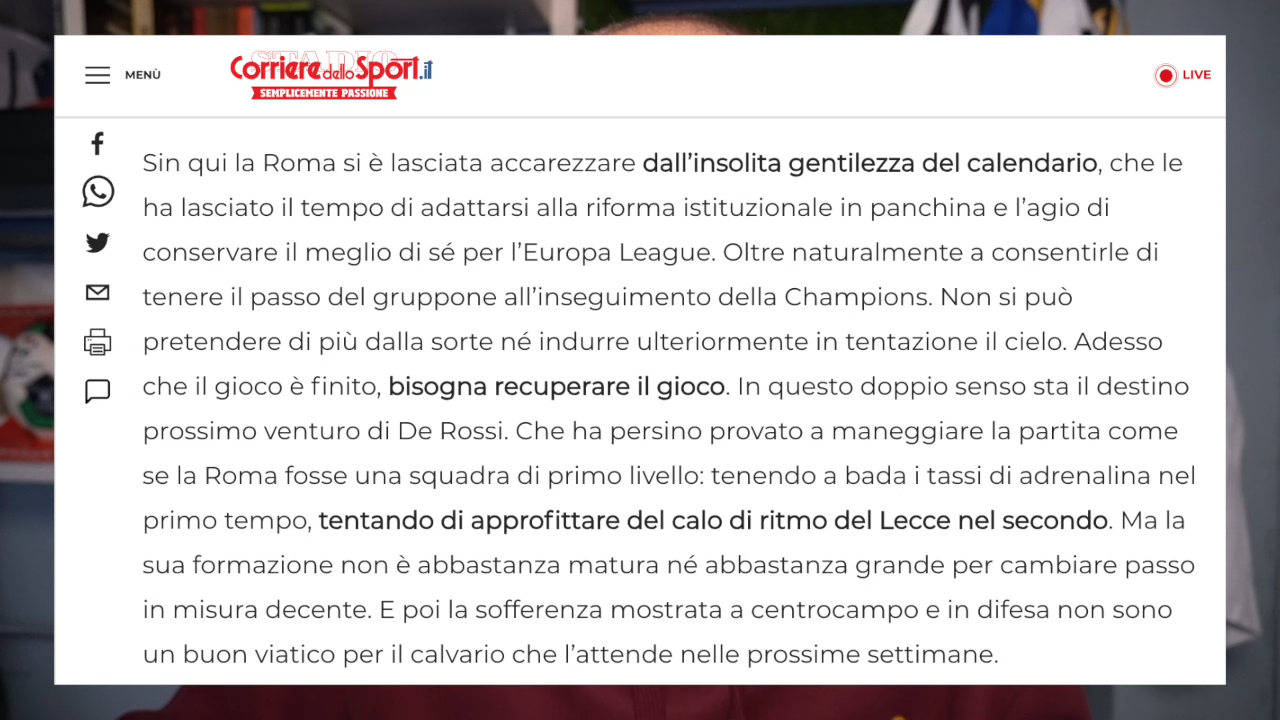 MENÙ
STADIO
Corriere dello Sport.it
SEMPLICEMENTE PASSIONE
LIVE
Sin qui la Roma si è lasciata accarezzare dall’insolita gentilezza del calendario, che le
ha lasciato il tempo di adattarsi alla riforma istituzionale in panchina e l’agio di
conservare il meglio di sé per l’Europa League. Oltre naturalmente a consentirle di
tenere il passo del gruppone all’inseguimento della Champions. Non si può
pretendere di più dalla sorte né indurre ulteriormente in tentazione il cielo. Adesso
che il gioco è finito, bisogna recuperare il gioco. In questo doppio senso sta il destino
prossimo venturo di De Rossi. Che ha persino provato a maneggiare la partita come
se la Roma fosse una squadra di primo livello: tenendo a bada i tassi di adrenalina nel
primo tempo, tentando di approfittare del calo di ritmo del Lecce nel secondo. Ma la
sua formazione non è abbastanza matura né abbastanza grande per cambiare passo
in misura decente. E poi la sofferenza mostrata a centrocampo e in difesa non sono
un buon viatico per il calvario che l’attende nelle prossime settimane.